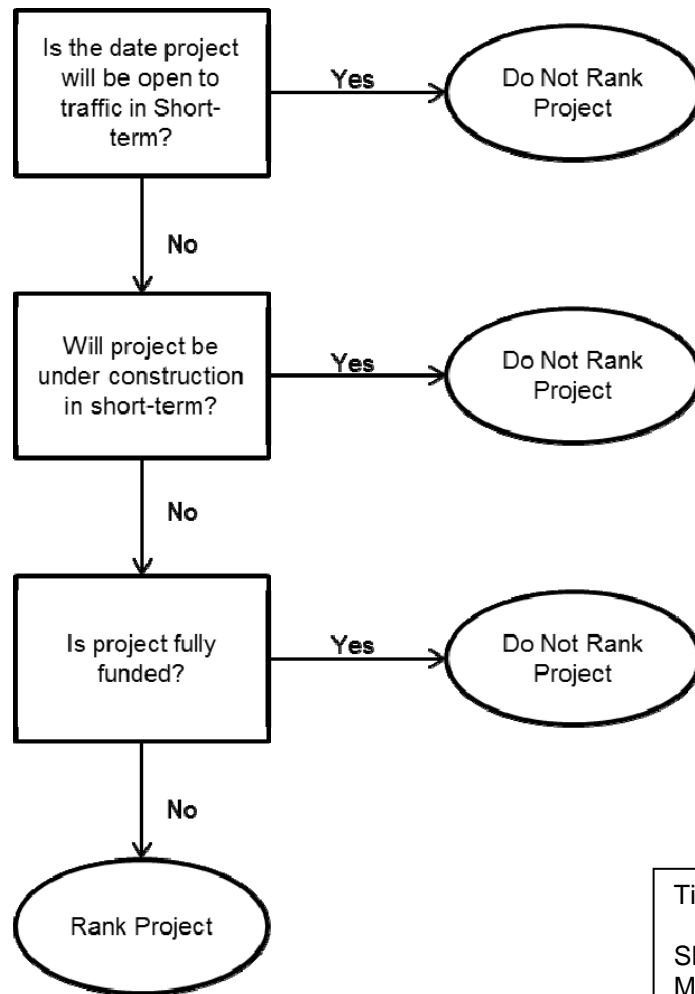 Is the date project
will be open to
traffic in Short-
term?
Yes
Do Not Rank
Project
No
Will project be
under construction
in short-term?
Yes
Do Not Rank
Project
No
Is project fully
funded?
Yes
Do Not Rank
Project
No
Rank Project